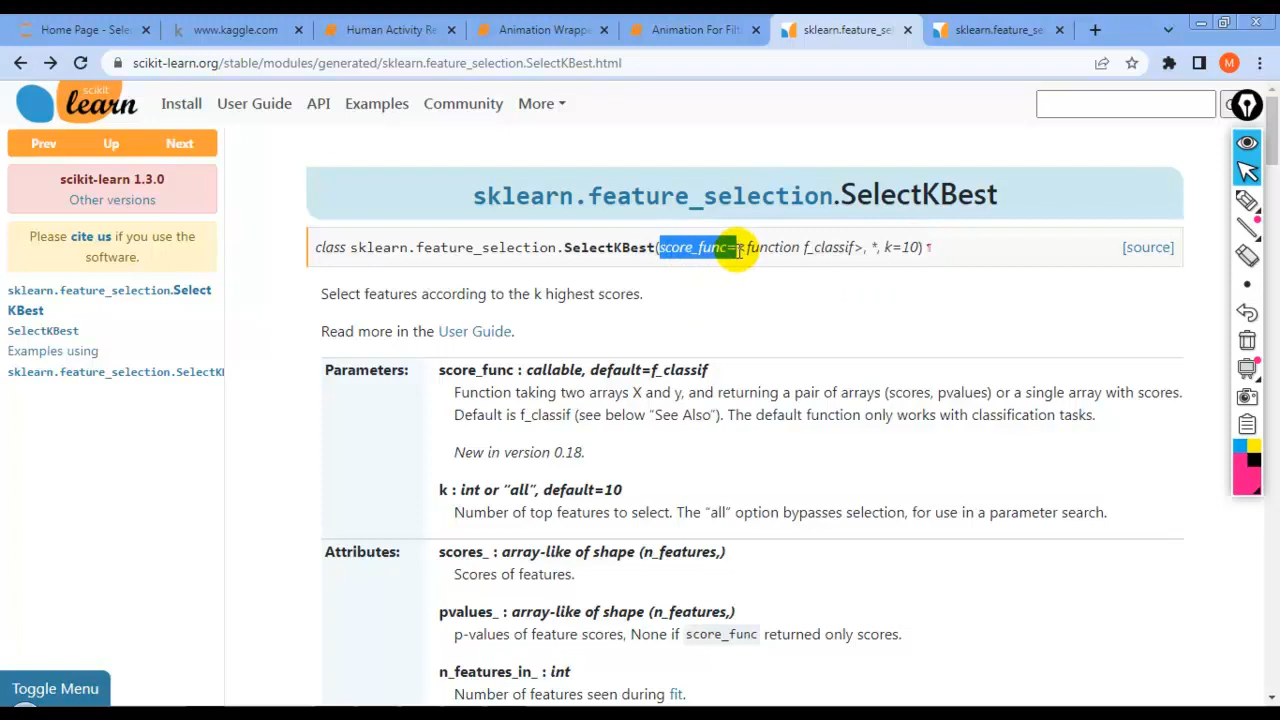 Home Page - Sele
www.kaggle.com
Human Activity Re
Animation Wrappe
Animation For Filt
sklearn.feature_se
sklearn.feature_se
scikit-learn.org/stable/modules/generated/sklearn.feature_selection.SelectKBest.html
M
scikit
learn
Install
User Guide
API
Examples
Community
More
Prev
Up
Next
scikit-learn 1.3.0
Other versions
Please cite us if you use the
software.
sklearn.feature_selection.Select
KBest
SelectKBest
Examples using
sklearn.feature_selection.SelectK
sklearn.feature_selection.SelectKBest
class sklearn.feature_selection.SelectKBest(score_func=<function f_classif>, *, k=10) ¶
[source]
Select features according to the k highest scores.
Read more in the User Guide.
Parameters:
score_func : callable, default=f_classif
Function taking two arrays X and y, and returning a pair of arrays (scores, pvalues) or a single array with scores.
Default is f_classif (see below “See Also”). The default function only works with classification tasks.
New in version 0.18.
k : int or “all”, default=10
Number of top features to select. The “all” option bypasses selection, for use in a parameter search.
Attributes:
scores_ : array-like of shape (n_features,)
Scores of features.
pvalues_ : array-like of shape (n_features,)
p-values of feature scores, None if score_func returned only scores.
n_features_in_ : int
Number of features seen during fit.
Toggle Menu